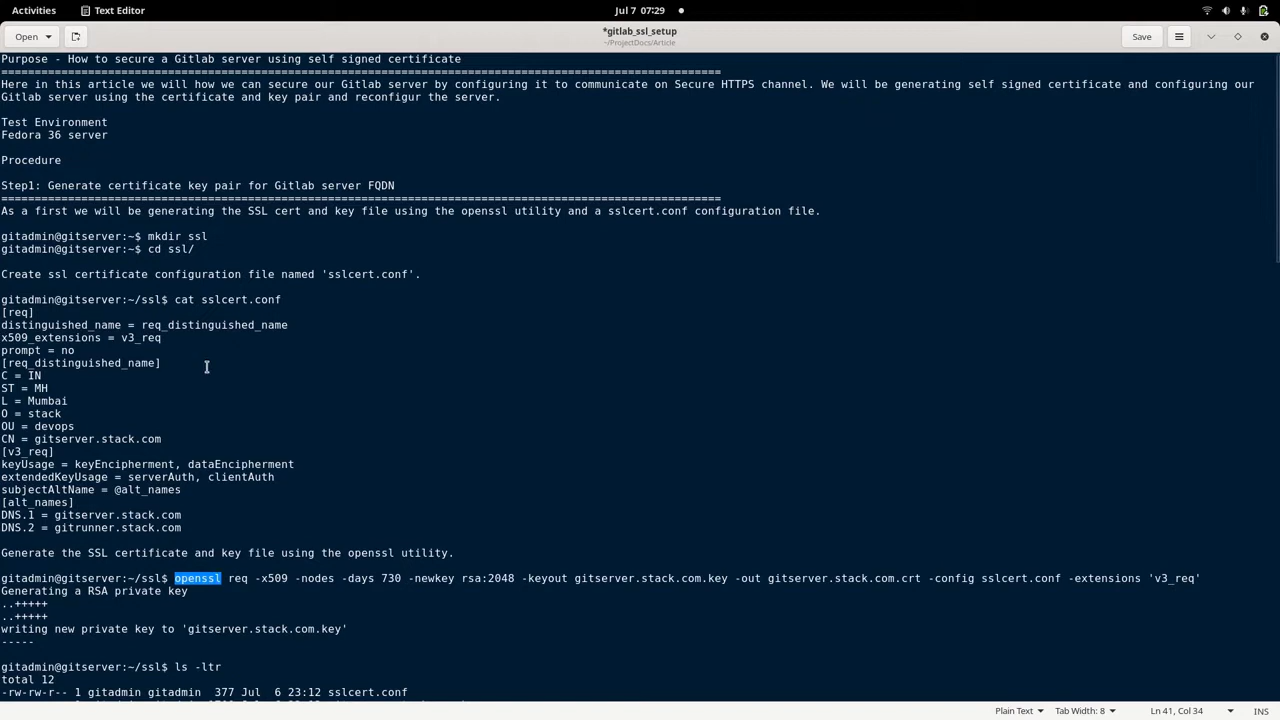 Activities
Text Editor
Jul 7 07:29
Open
*gitlab_ssl_setup
~/ProjectDocs/Article
Save
Purpose - How to secure a Gitlab server using self signed certificate
=============================================================================================================
Here in this article we will how we can secure our Gitlab server by configuring it to communicate on Secure HTTPS channel. We will be generating self signed certificate and configuring our
Gitlab server using the certificate and key pair and reconfigur the server.
Test Environment
Fedora 36 server
Procedure
Step1: Generate certificate key pair for Gitlab server FQDN
=============================================================================================================
As a first we will be generating the SSL cert and key file using the openssl utility and a sslcert.conf configuration file.
gitadmin@gitserver:~$ mkdir ssl
gitadmin@gitserver:~$ cd ssl/
Create ssl certificate configuration file named 'sslcert.conf'.
gitadmin@gitserver:~/ssl$ cat sslcert.conf
[req]
distinguished_name = req_distinguished_name
x509_extensions = v3_req
prompt = no
[req_distinguished_name]
C = IN
ST = MH
L = Mumbai
O = stack
OU = devops
CN = gitserver.stack.com
[v3_req]
keyUsage = keyEncipherment, dataEncipherment
extendedKeyUsage = serverAuth, clientAuth
subjectAltName = @alt_names
[alt_names]
DNS.1 = gitserver.stack.com
DNS.2 = gitrunner.stack.com
Generate the SSL certificate and key file using the openssl utility.
gitadmin@gitserver:~/ssl$ openssl req -x509 -nodes -days 730 -newkey rsa:2048 -keyout gitserver.stack.com.key -out gitserver.stack.com.crt -config sslcert.conf -extensions 'v3_req'
Generating a RSA private key
..+++++
..+++++
writing new private key to 'gitserver.stack.com.key'
-----
gitadmin@gitserver:~/ssl$ ls -ltr
total 12
-rw-rw-r-- 1 gitadmin gitadmin  377 Jul  6 23:12 sslcert.conf
Plain Text
Tab Width: 8
Ln 41, Col 34
INS